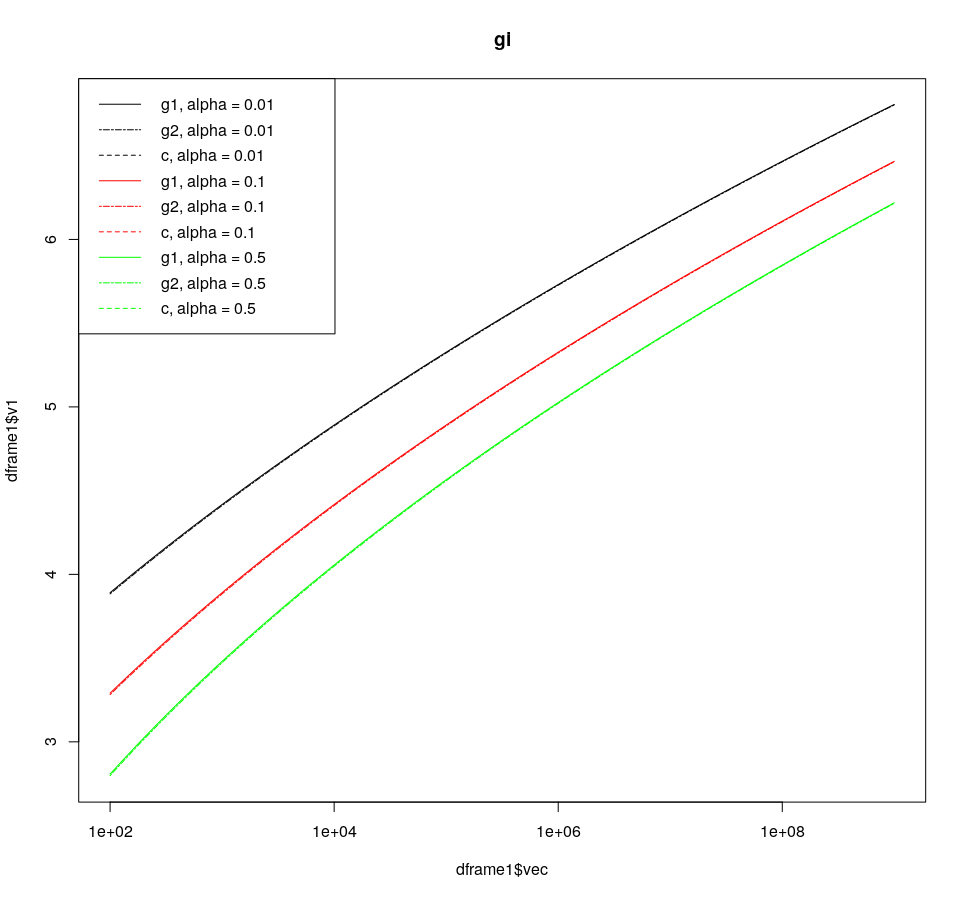 gi
g1, alpha = 0.01
g2, alpha = 0.01
c, alpha = 0.01
g1, alpha = 0.1
g2, alpha = 0.1
c, alpha = 0.1
g1, alpha = 0.5
g2, alpha = 0.5
c, alpha = 0.5
6
5
4
3
dframe1$v1
1e+02 1e+04 1e+06 1e+08
dframe1$vec